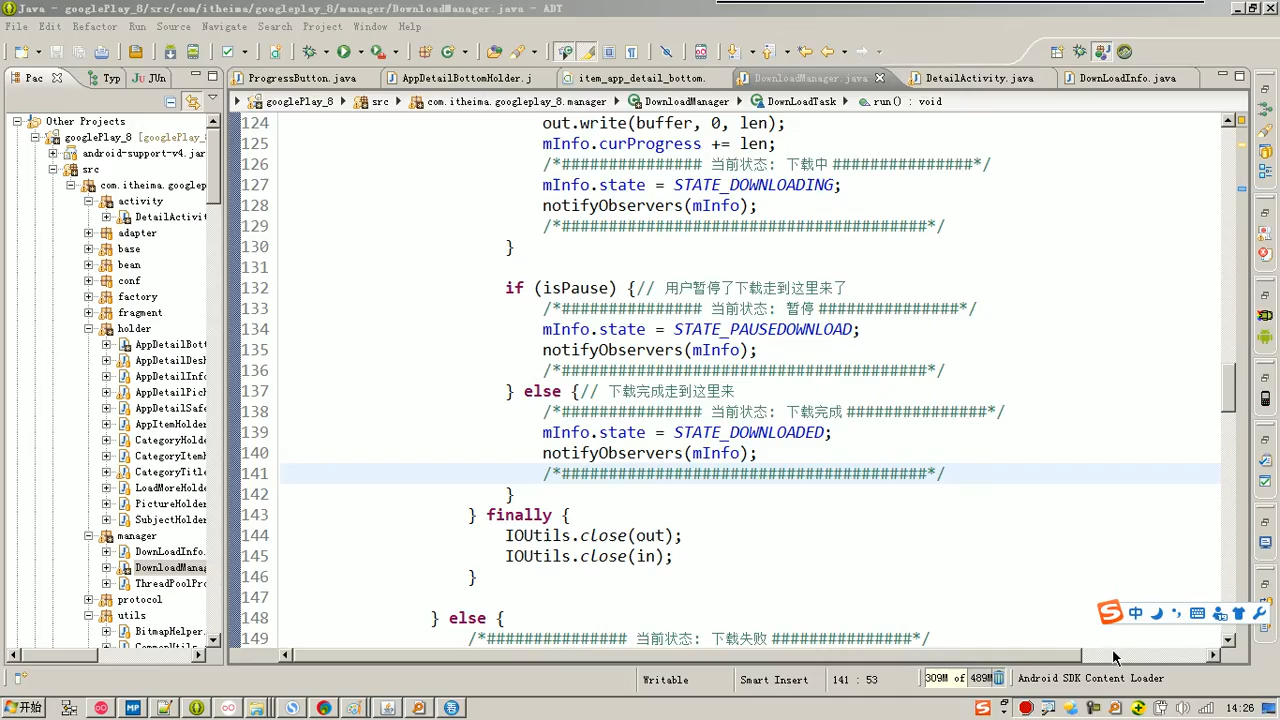 Java - googlePlay_8/src/com/itheima/googleplay_8/manager/DownloadManager.java - ADT
File Edit Refactor Run Source Navigate Search Project Window Help
Pac Typ JUn
ProgressButton.java AppDetailBottomHolder.j item_app_detail_bottom. DownloadManager.java DetailActivity.java DownLoadInfo.java
googlePlay_8 src com.itheima.googleplay_8.manager DownloadManager DownLoadTask run() : void
Other Projects
googlePlay_8 [googlePlay_
android-support-v4.jar
src
com.itheima.googlep
activity
DetailActivit
adapter
base
bean
conf
factory
fragment
holder
AppDetailBott
AppDetailDesh
AppDetailInfo
AppDetailPich
AppDetailSafe
AppItemHolder
CategoryHolde
CategoryItemH
CategoryTitle
LoadMoreHolde
PictureHolder
SubjectHolder
manager
DownLoadInfo.
DownloadManag
ThreadPoolPro
protocol
utils
BitmapHelper.
CommonUtils.
124 out.write(buffer, 0, len);
125 mInfo.curProgress += len;
126 /*############### 当前状态: 下载中 ###############*/
127 mInfo.state = STATE_DOWNLOADING;
128 notifyObservers(mInfo);
129 /*#######################################*/
130 }
131
132 if (isPause) {// 用户暂停了下载走到这里来了
133 /*############### 当前状态: 暂停 ###############*/
134 mInfo.state = STATE_PAUSEDOWNLOAD;
135 notifyObservers(mInfo);
136 /*#######################################*/
137 } else {// 下载完成走到这里来
138 /*############### 当前状态: 下载完成 ###############*/
139 mInfo.state = STATE_DOWNLOADED;
140 notifyObservers(mInfo);
141 /*#######################################*/
142 }
143 } finally {
144 IOUtils.close(out);
145 IOUtils.close(in);
146 }
147
148 } else {
149 /*############### 当前状态: 下载失败 ###############*/
中
Writable Smart Insert 141 : 53 309M of 489M Android SDK Content Loader
开始 14:26